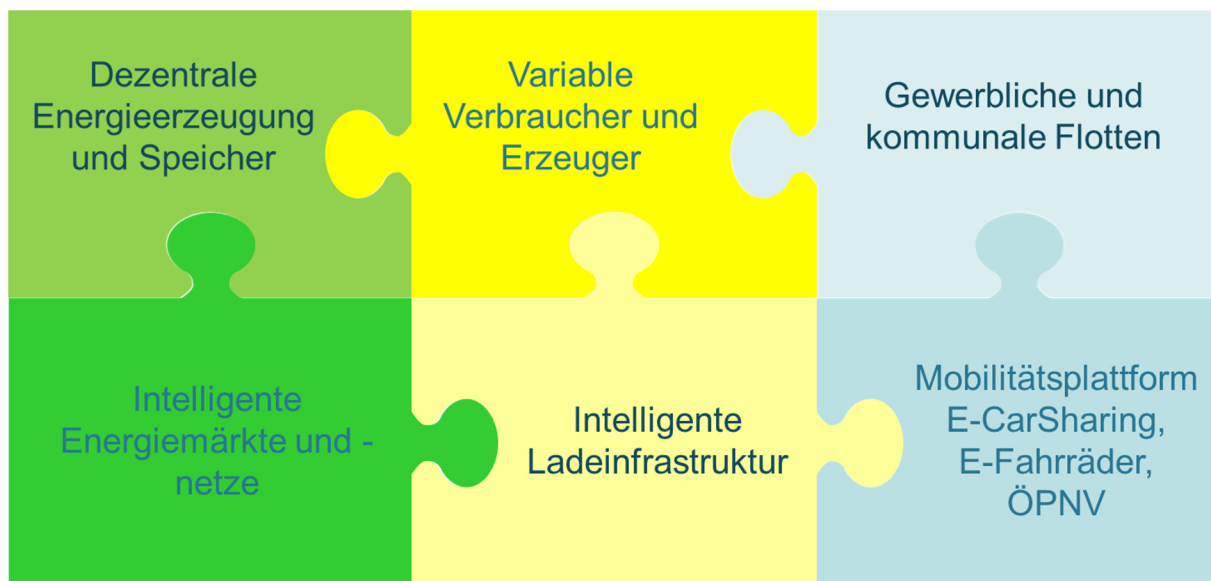 Dezentrale
Energieerzeugung
und Speicher
Variable
Verbraucher und
Erzeuger
Gewerbliche und
kommunale Flotten
Intelligente
Energiemärkte und -
netze
Intelligente
Ladeinfrastruktur
Mobilitätsplattform
E-CarSharing,
E-Fahrräder,
ÖPNV